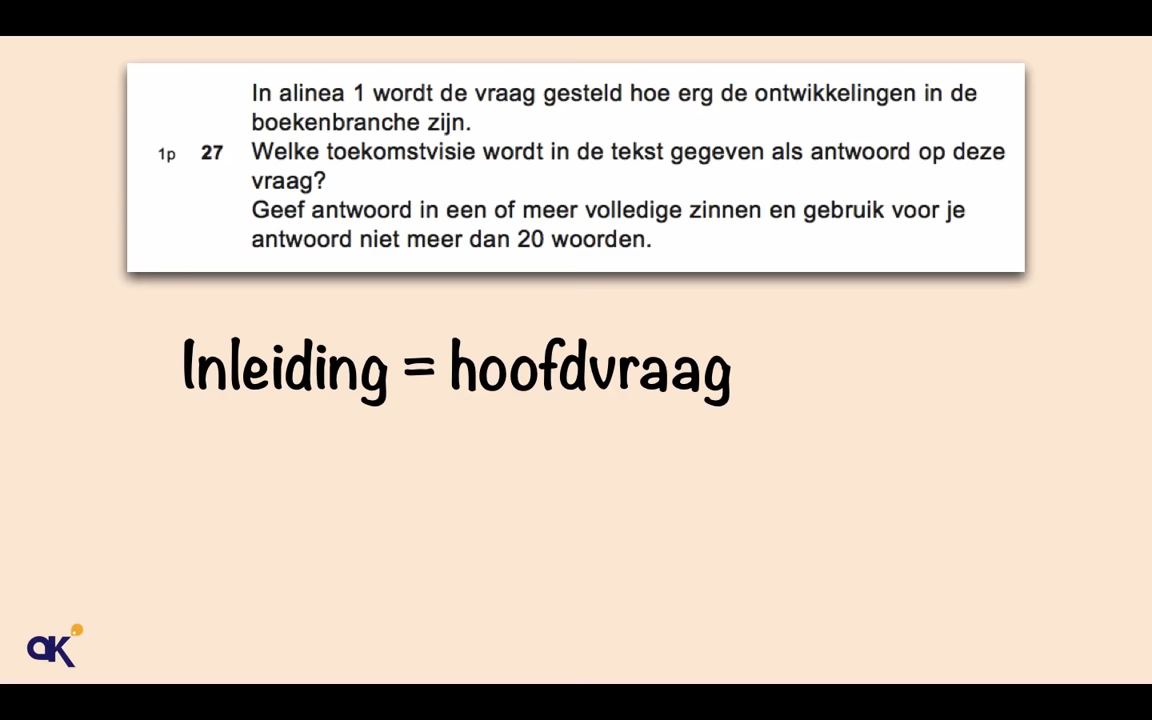 In alinea 1 wordt de vraag gesteld hoe erg de ontwikkelingen in de
boekenbranche zijn.
1p 27 Welke toekomstvisie wordt in de tekst gegeven als antwoord op deze
vraag?
Geef antwoord in een of meer volledige zinnen en gebruik voor je
antwoord niet meer dan 20 woorden.
Inleiding = hoofdvraag
aK